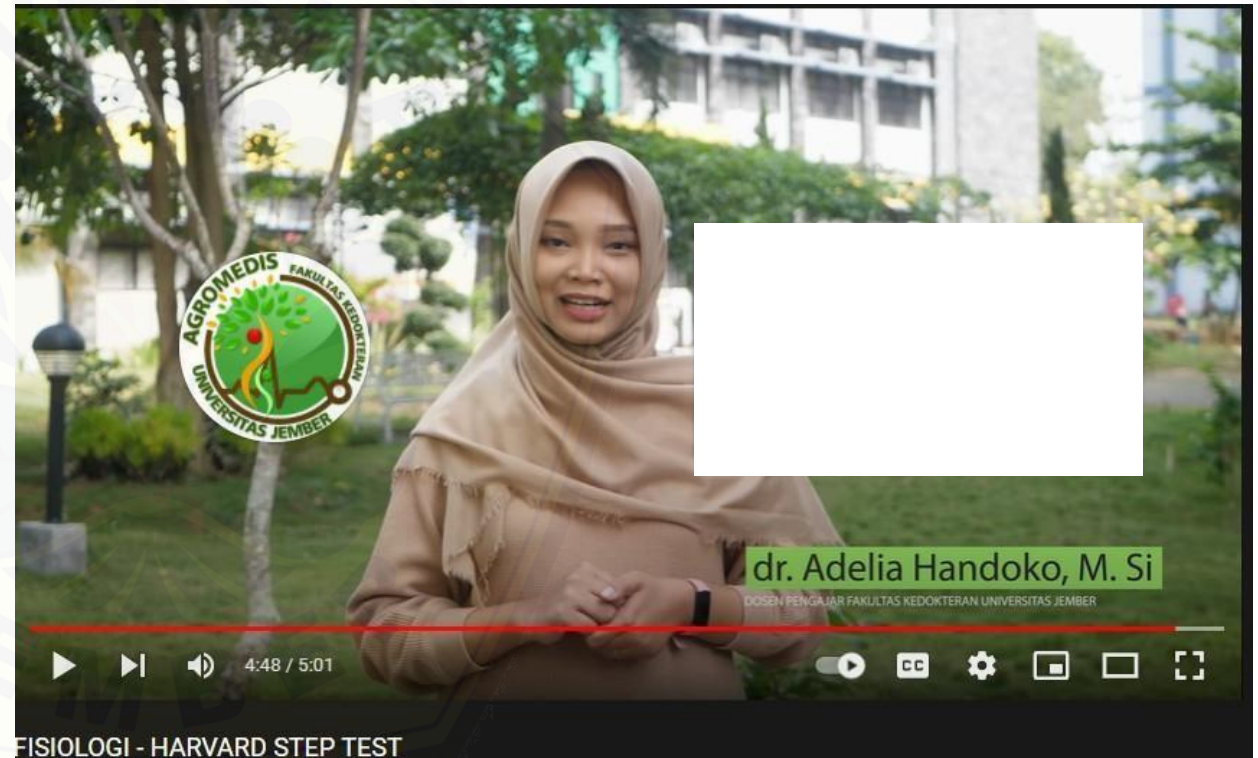 AGROMEDIS FAKULTAS KEDOKTERAN
UNIVERSITAS JEMBER
dr. Adelia Handoko, M. Si
DOSEN PENGAJAR FAKULTAS KEDOKTERAN UNIVERSITAS JEMBER
4:48 / 5:01
CC
FISIOLOGI - HARVARD STEP TEST